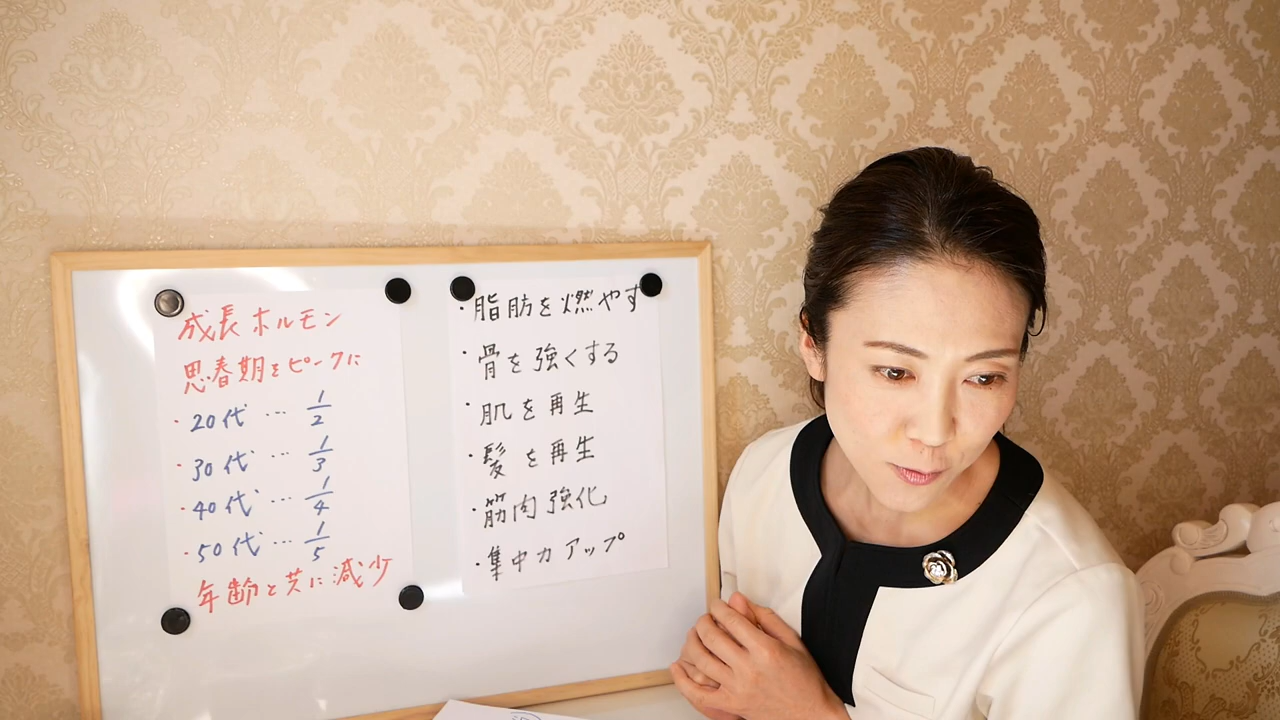 成長ホルモン
思春期をピークに
・20代…1/2
・30代…1/3
・40代…1/4
・50代…1/5
年齢と共に減少
・脂肪を燃やす
・骨を強くする
・肌を再生
・髪を再生
・筋肉強化
・集中力アップ